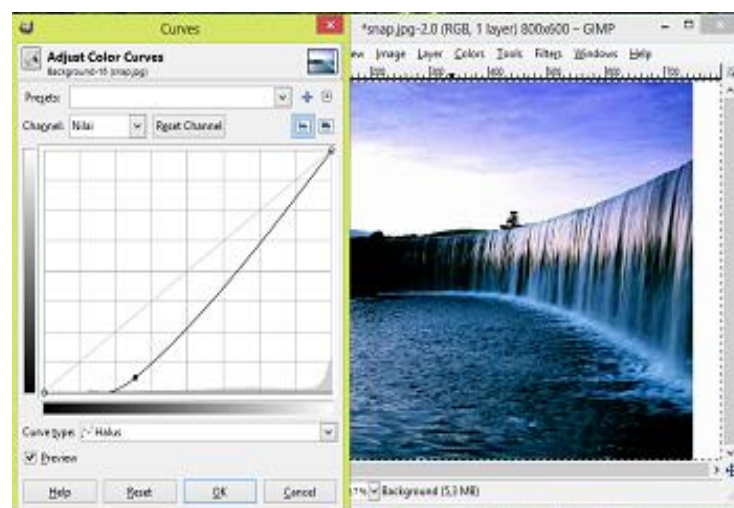 Curves
Adjust Color Curves
Background-16 (snap.jpg)
Presets:
Channel: Nilai
Reset Channel
Curve type: Halus
Preview
Help
Reset
OK
Cancel
*snap.jpg-2.0 (RGB, 1 layer) 800x600 – GIMP
Image Layer Colors Tools Filters Windows Help
Background (5,3 MB)